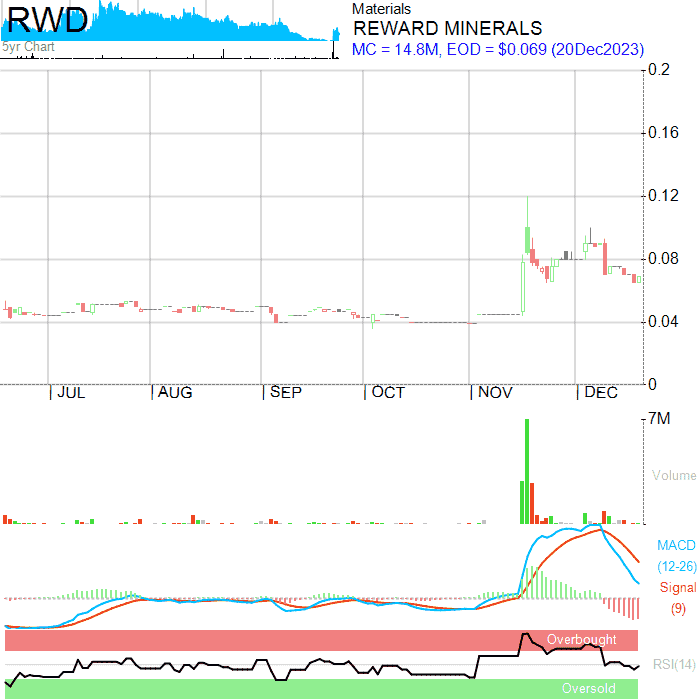 RWD
5yr Chart
Materials
REWARD MINERALS
MC = 14.8M, EOD = $0.069 (20Dec2023)
0.2
0.16
0.12
0.08
0.04
0
JUL AUG SEP OCT NOV DEC
7M
Volume
MACD
(12-26)
Signal
(9)
Overbought
RSI(14)
Oversold